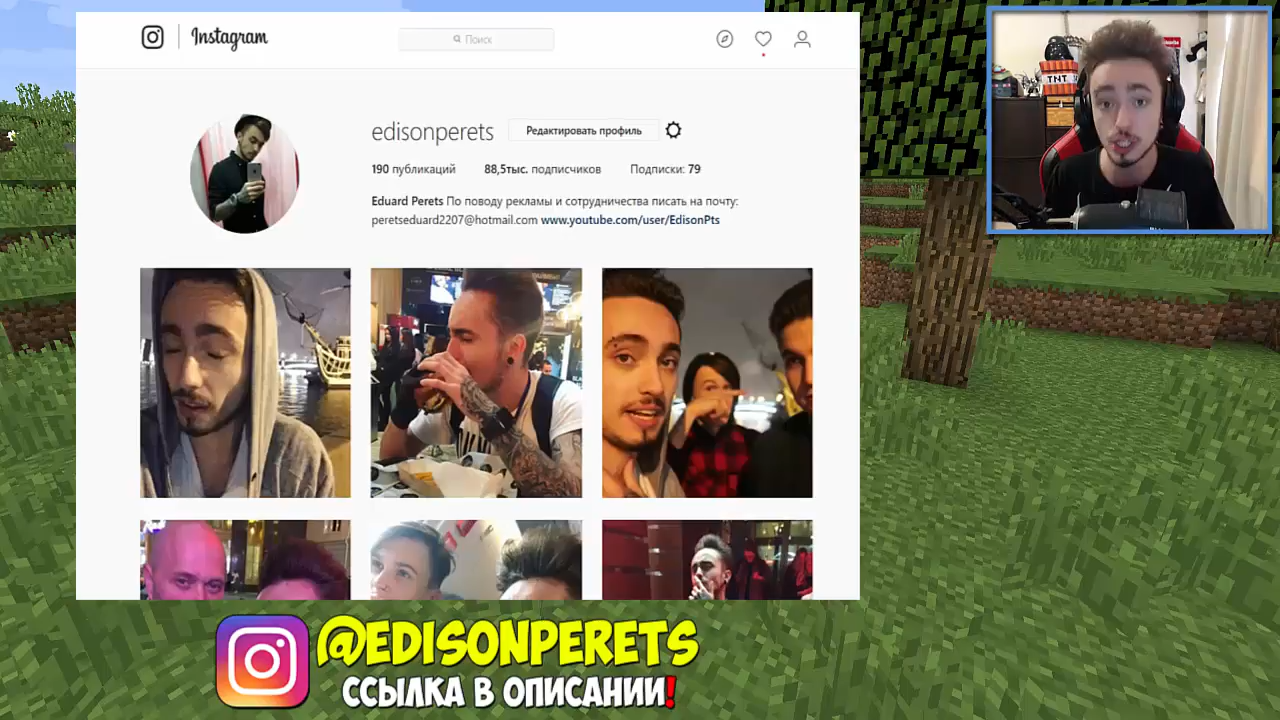 Instagram
Поиск
edisonperets
Редактировать профиль
190 публикаций 88,5тыс. подписчиков Подписки: 79
Eduard Perets По поводу рекламы и сотрудничества писать на почту:
peretseduard2207@hotmail.com www.youtube.com/user/EdisonPts
TNT
@EDISONPERETS
ССЫЛКА В ОПИСАНИИ!